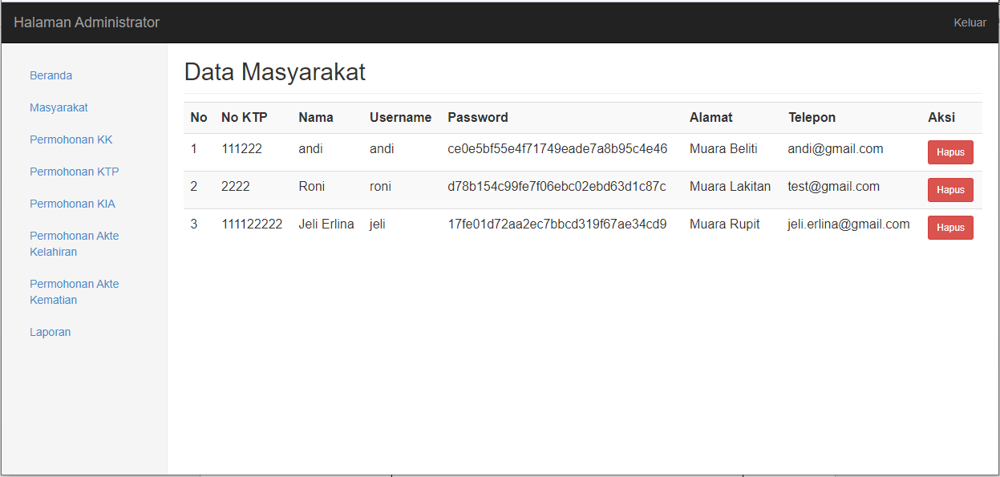 Halaman Administrator
Keluar
Beranda
Masyarakat
Permohonan KK
Permohonan KTP
Permohonan KIA
Permohonan Akte
Kelahiran
Permohonan Akte
Kematian
Laporan
Data Masyarakat
No No KTP Nama Username Password Alamat Telepon Aksi
1 111222 andi andi ce0e5bf55e4f71749eade7a8b95c4e46 Muara Beliti andi@gmail.com Hapus
2 2222 Roni roni d78b154c99fe7f06ebc02ebd63d1c87c Muara Lakitan test@gmail.com Hapus
3 111122222 Jeli Erlina jeli 17fe01d72aa2ec7bbcd319f67ae34cd9 Muara Rupit jeli.erlina@gmail.com Hapus